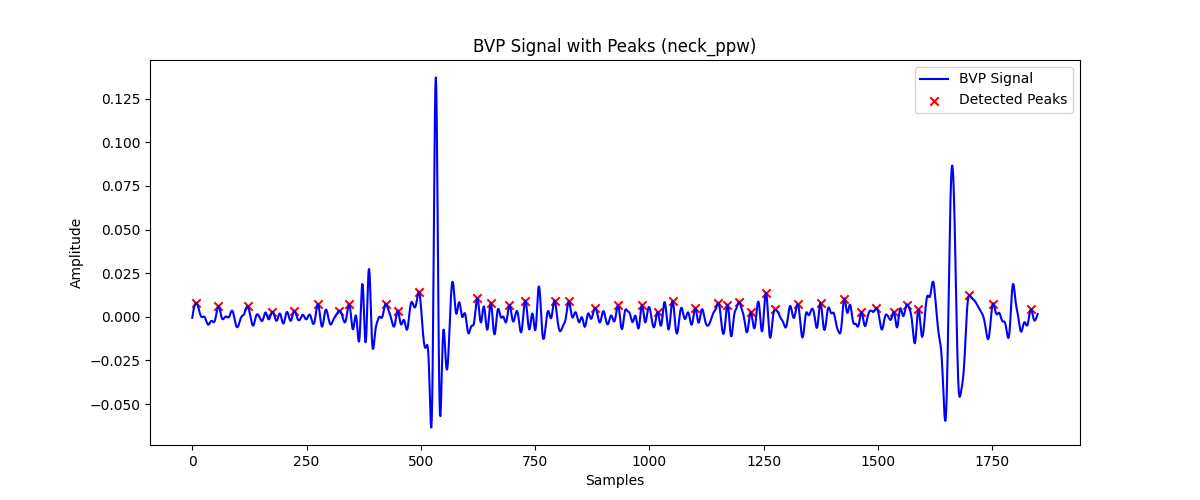 BVP Signal with Peaks (neck_ppw)
BVP Signal
Detected Peaks
Amplitude
0.125
0.100
0.075
0.050
0.025
0.000
−0.025
−0.050
0 250 500 750 1000 1250 1500 1750
Samples